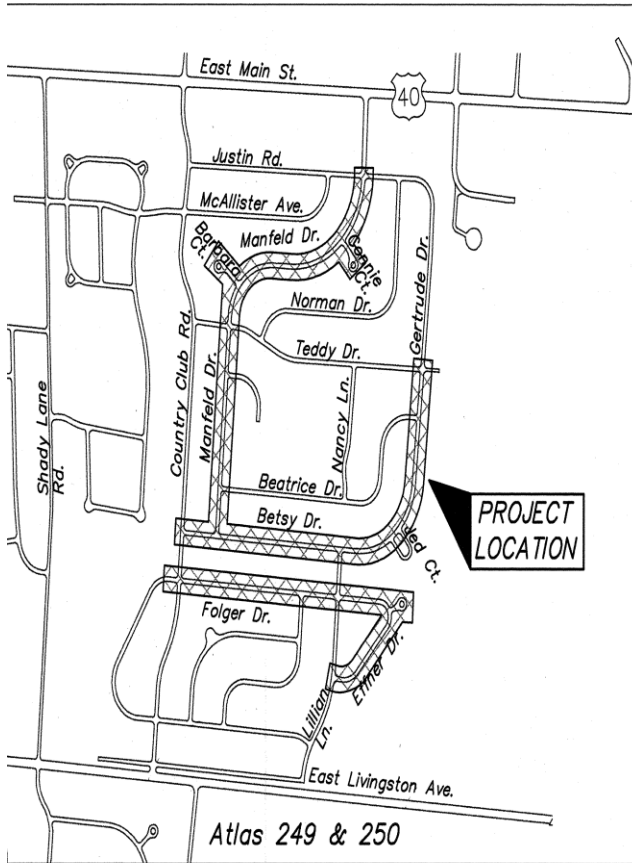 East Main St.
40
Justin Rd.
McAllister Ave.
Manfeld Dr.
Barbara
Ct.
Connie
Ct.
Norman Dr.
Gertrude Dr.
Teddy Dr.
Country Club Rd.
Manfeld Dr.
Nancy Ln.
Shady Lane
Rd.
Beatrice Dr.
Betsy Dr.
PROJECT
LOCATION
Jed Ct.
Folger Dr.
Effner Dr.
Lillian
Ln.
East Livingston Ave.
Atlas 249 & 250